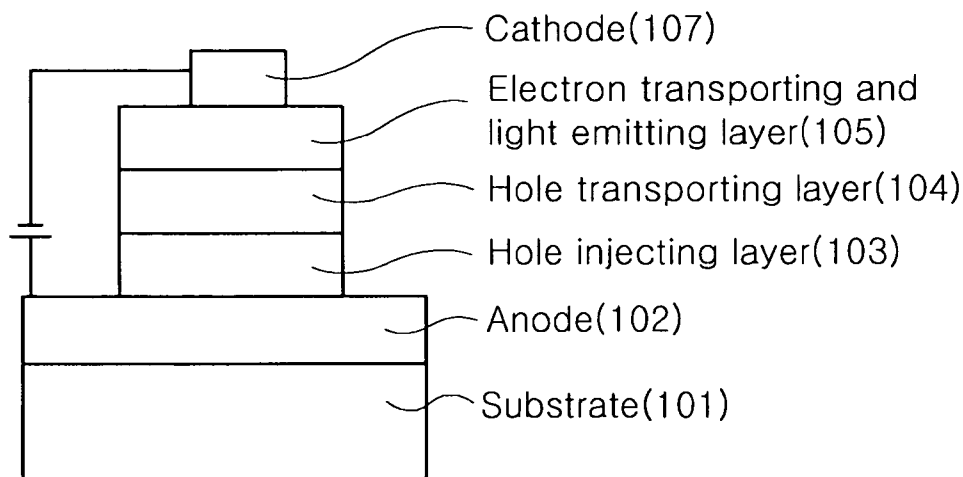 Cathode(107)
Electron transporting and
light emitting layer(105)
Hole transporting layer(104)
Hole injecting layer(103)
Anode(102)
Substrate(101)